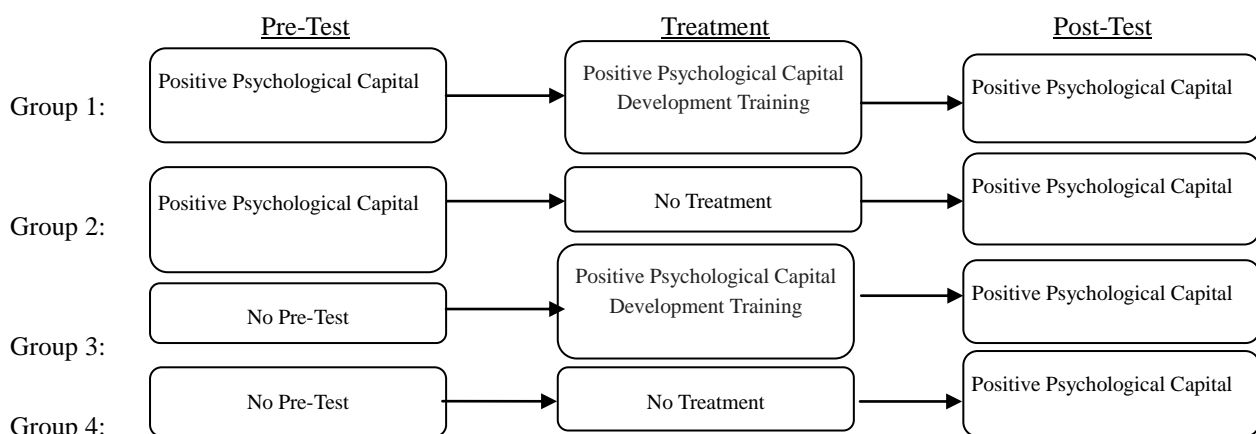 Pre-Test Treatment Post-Test
Group 1: Positive Psychological Capital Positive Psychological Capital Positive Psychological Capital
Development Training
Group 2: Positive Psychological Capital No Treatment Positive Psychological Capital
Group 3: No Pre-Test Positive Psychological Capital Positive Psychological Capital
Development Training
Group 4: No Pre-Test No Treatment Positive Psychological Capital